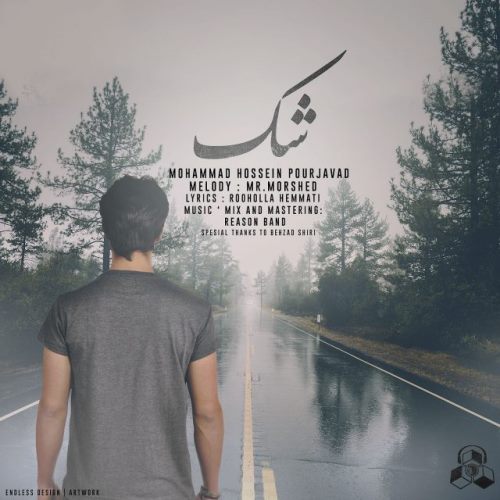 شک
MOHAMMAD HOSSEIN POURJAVAD
MELODY : MR.MORSHED
LYRICS : ROOHOLLA HEMMATI
MUSIC ' MIX AND MASTERING:
REASON BAND
SPESIAL THANKS TO BEHZAD SHIRI
ENDLESS DESIGN | ARTWORK